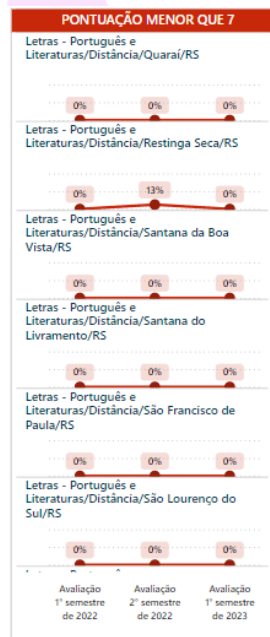 PONTUAÇÃO MENOR QUE 7
Letras - Português e
Literaturas/Distância/Quaraí/RS
0% 0% 0%
Letras - Português e
Literaturas/Distância/Restinga Seca/RS
0% 13% 0%
Letras - Português e
Literaturas/Distância/Santana da Boa
Vista/RS
0% 0% 0%
Letras - Português e
Literaturas/Distância/Santana do
Livramento/RS
0% 0% 0%
Letras - Português e
Literaturas/Distância/São Francisco de
Paula/RS
0% 0% 0%
Letras - Português e
Literaturas/Distância/São Lourenço do
Sul/RS
0% 0% 0%
Avaliação Avaliação Avaliação
1° semestre 2° semestre 1° semestre
de 2022 de 2022 de 2023